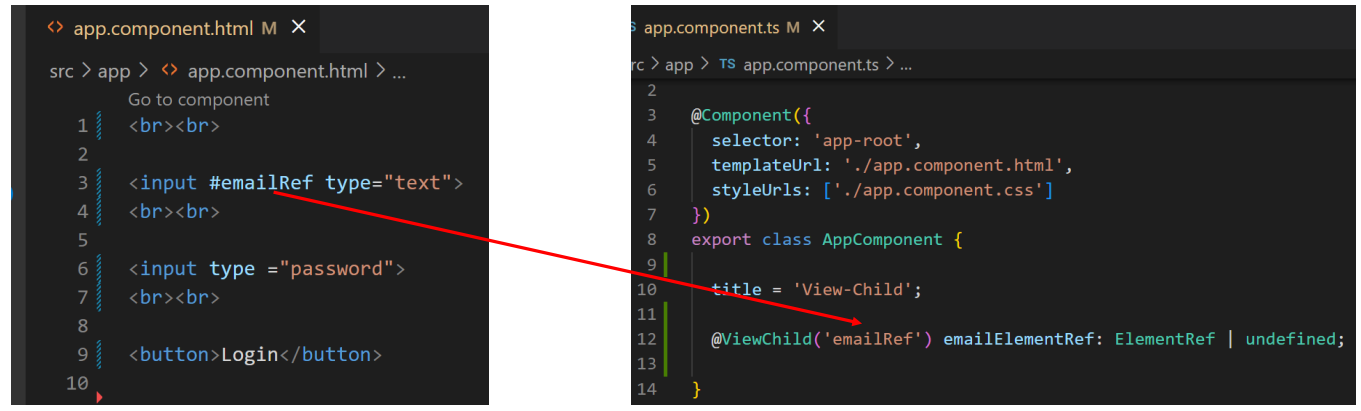 <> app.component.html M ×
src > app > <> app.component.html > ...
Go to component
1 <br><br>
2
3 <input #emailRef type="text">
4 <br><br>
5
6 <input type ="password">
7 <br><br>
8
9 <button>Login</button>
10
s app.component.ts M ×
rc > app > TS app.component.ts > ...
2
3 @Component({
4 selector: 'app-root',
5 templateUrl: './app.component.html',
6 styleUrls: ['./app.component.css']
7 })
8 export class AppComponent {
9
10 title = 'View-Child';
11
12 @ViewChild('emailRef') emailElementRef: ElementRef | undefined;
13
14 }